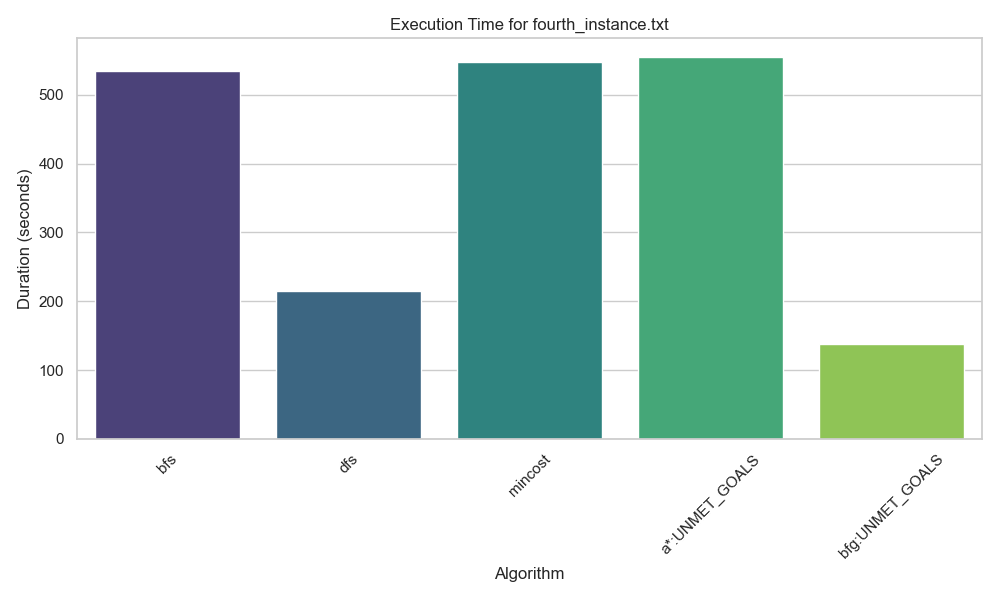 Execution Time for fourth_instance.txt
Duration (seconds)
500
400
300
200
100
0
bfs
dfs
mincost
a*:UNMET_GOALS
bfg:UNMET_GOALS
Algorithm